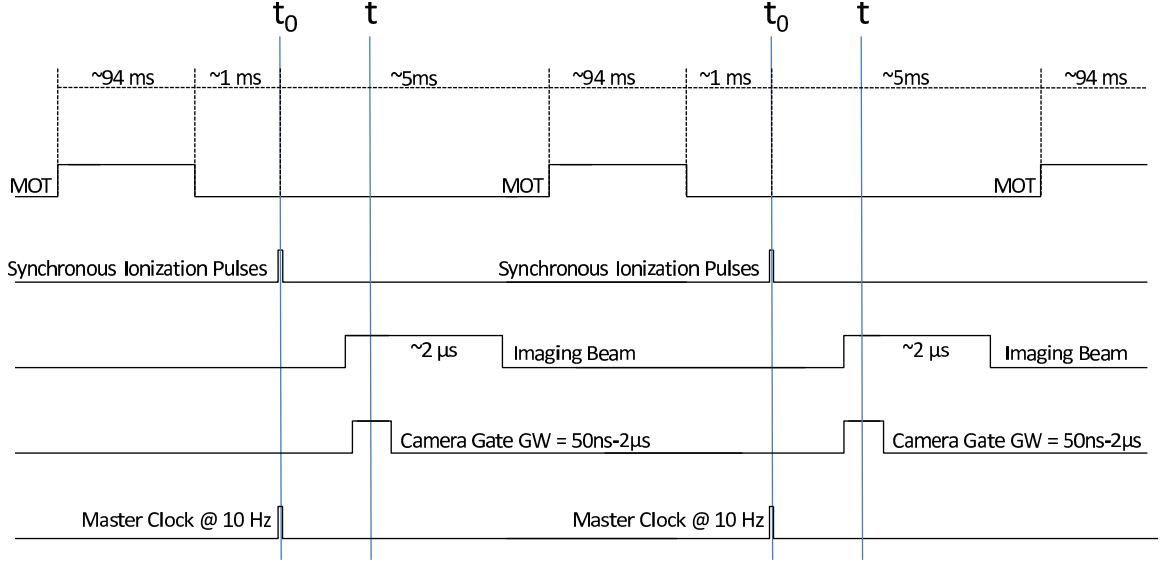 t0 t t0 t
~94 ms ~1 ms ~5ms ~94 ms ~1 ms ~5ms ~94 ms
MOT MOT MOT
Synchronous Ionization Pulses Synchronous Ionization Pulses
~2 µs Imaging Beam ~2 µs Imaging Beam
Camera Gate GW = 50ns-2µs Camera Gate GW = 50ns-2µs
Master Clock @ 10 Hz Master Clock @ 10 Hz